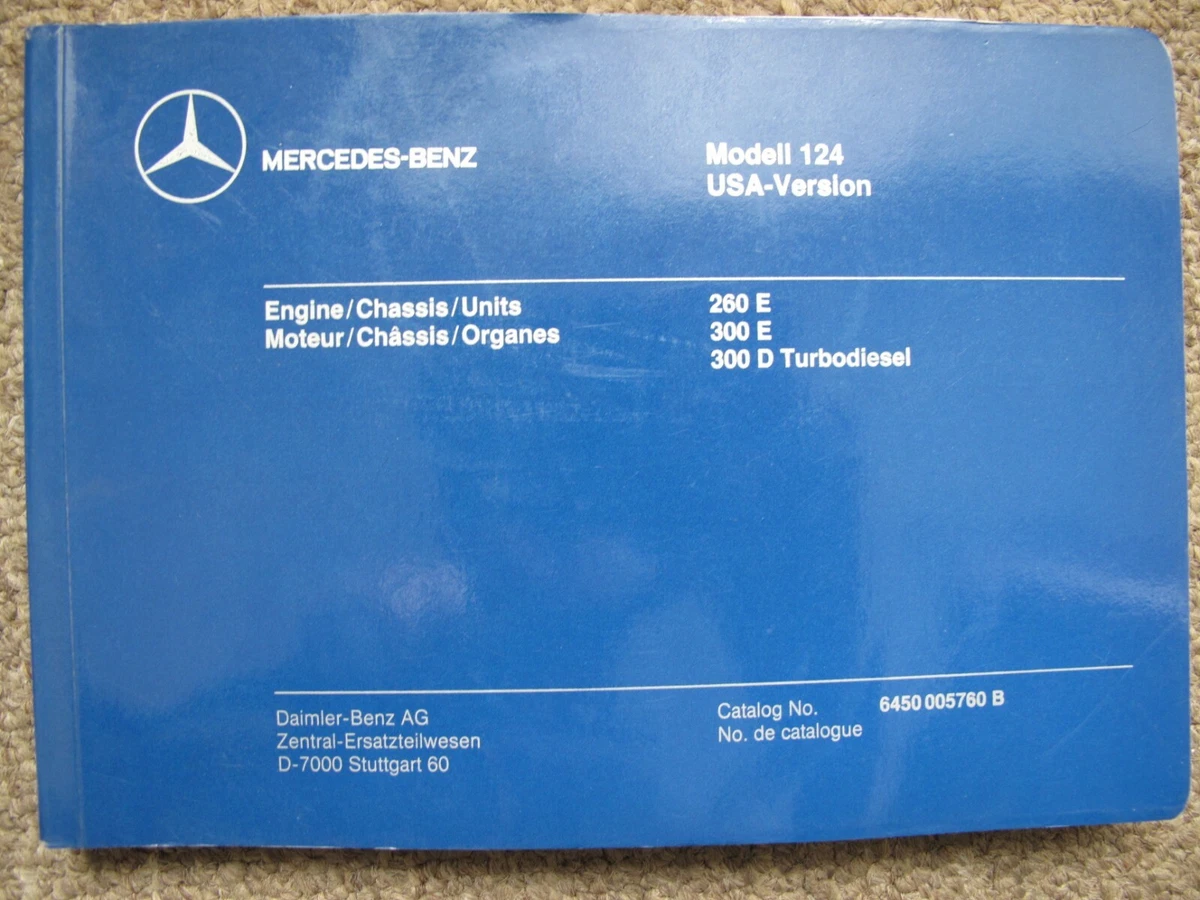 MERCEDES-BENZ
Modell 124
USA-Version
Engine/Chassis/Units
Moteur/Châssis/Organes
260 E
300 E
300 D Turbodiesel
Daimler-Benz AG
Zentral-Ersatzteilwesen
D-7000 Stuttgart 60
Catalog No. 6450 005760 B
No. de catalogue